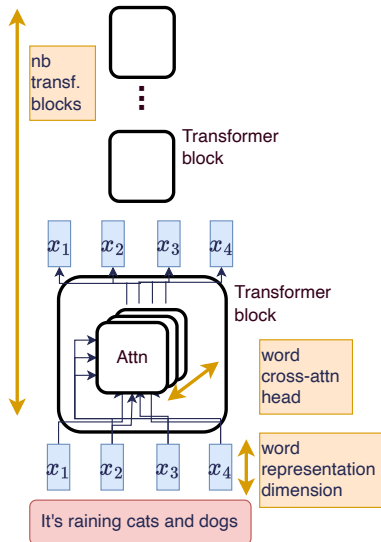 nb
transf.
blocks
Transformer
block
x1 x2 x3 x4
Transformer
block
Attn
word
cross-attn
head
x1 x2 x3 x4
word
representation
dimension
It's raining cats and dogs